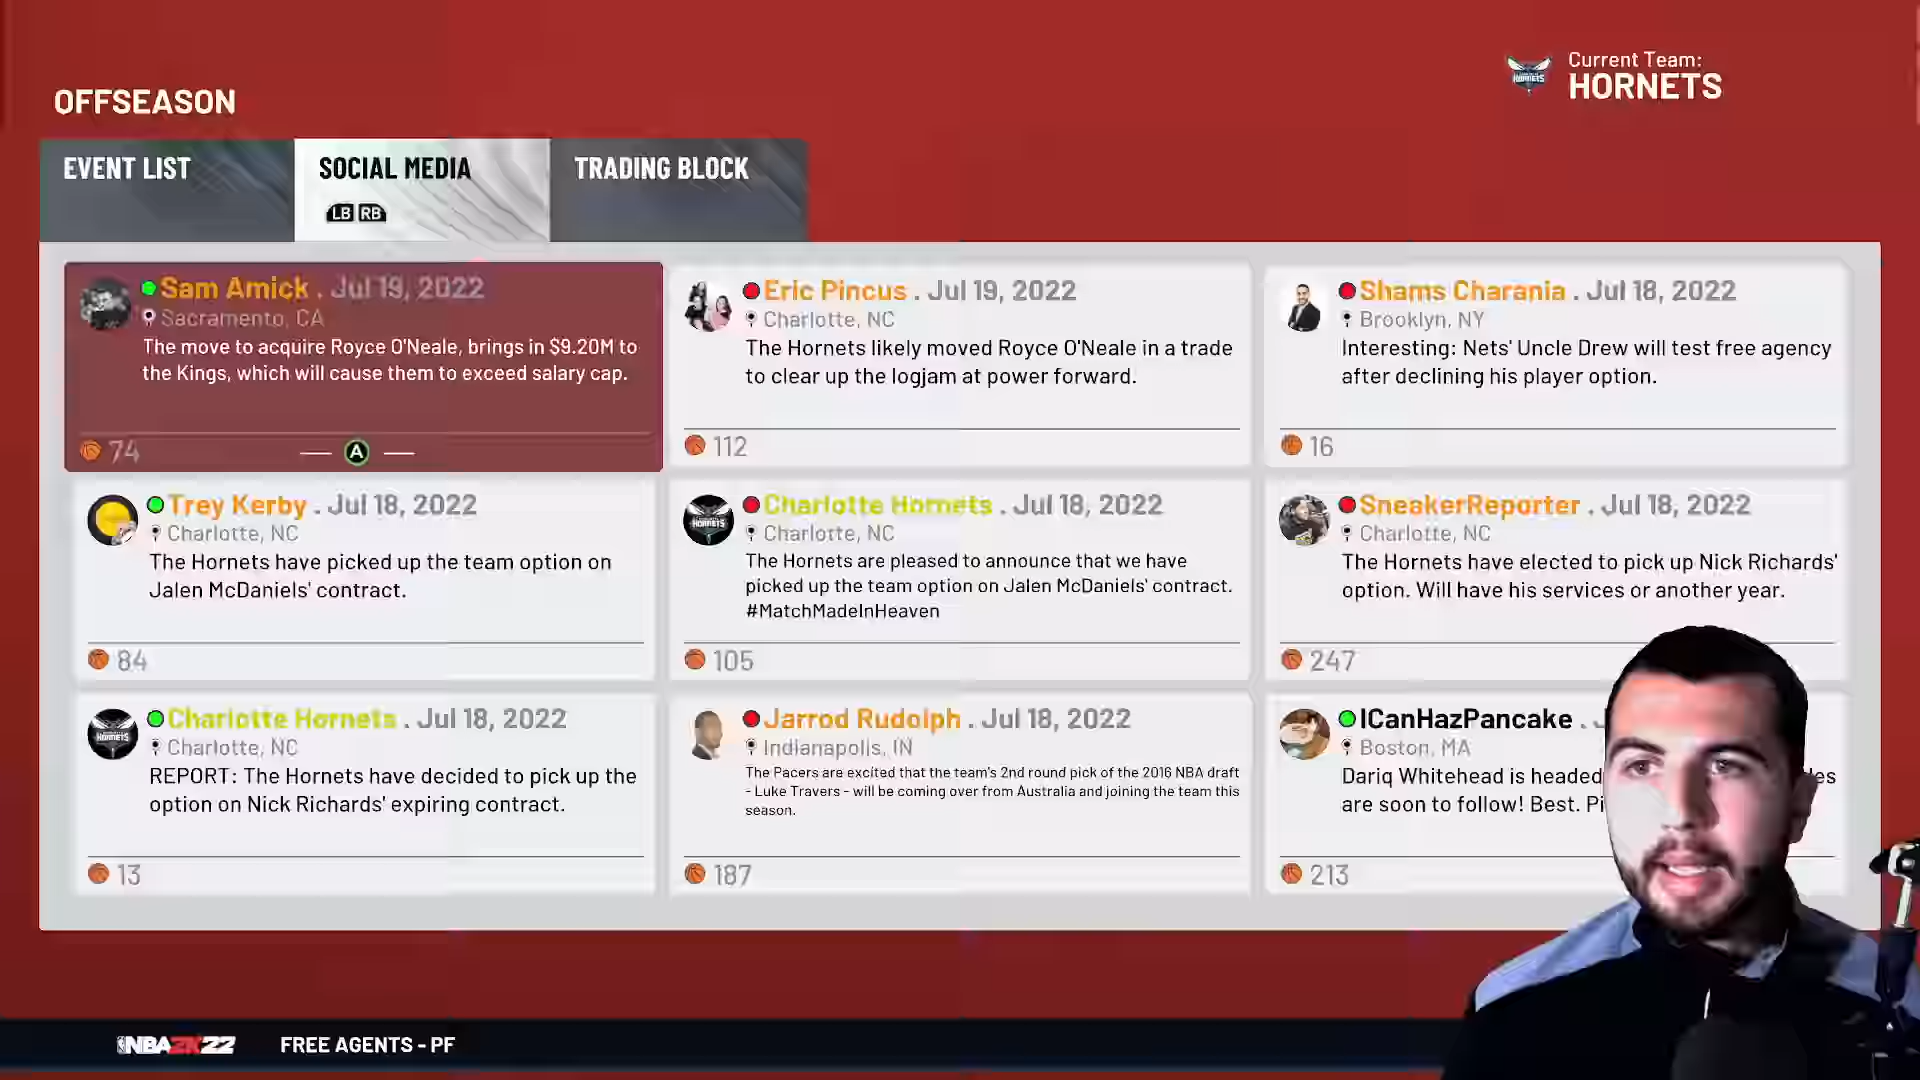 Current Team:
HORNETS
OFFSEASON
EVENT LIST
SOCIAL MEDIA
LB RB
TRADING BLOCK
Sam Amick . Jul 19, 2022
Sacramento, CA
The move to acquire Royce O'Neale, brings in $9.20M to
the Kings, which will cause them to exceed salary cap.
74
A
Eric Pincus . Jul 19, 2022
Charlotte, NC
The Hornets likely moved Royce O'Neale in a trade
to clear up the logjam at power forward.
112
Shams Charania . Jul 18, 2022
Brooklyn, NY
Interesting: Nets' Uncle Drew will test free agency
after declining his player option.
16
Trey Kerby . Jul 18, 2022
Charlotte, NC
The Hornets have picked up the team option on
Jalen McDaniels' contract.
84
Charlotte Hornets . Jul 18, 2022
Charlotte, NC
The Hornets are pleased to announce that we have
picked up the team option on Jalen McDaniels' contract.
#MatchMadeInHeaven
105
SneakerReporter . Jul 18, 2022
Charlotte, NC
The Hornets have elected to pick up Nick Richards'
option. Will have his services or another year.
247
Charlotte Hornets . Jul 18, 2022
Charlotte, NC
REPORT: The Hornets have decided to pick up the
option on Nick Richards' expiring contract.
13
Jarrod Rudolph . Jul 18, 2022
Indianapolis, IN
The Pacers are excited that the team's 2nd round pick of the 2016 NBA draft
- Luke Travers - will be coming over from Australia and joining the team this
season.
187
ICanHazPancake .
Boston, MA
Dariq Whitehead is headed
are soon to follow! Best.
213
NBA2K22
FREE AGENTS - PF